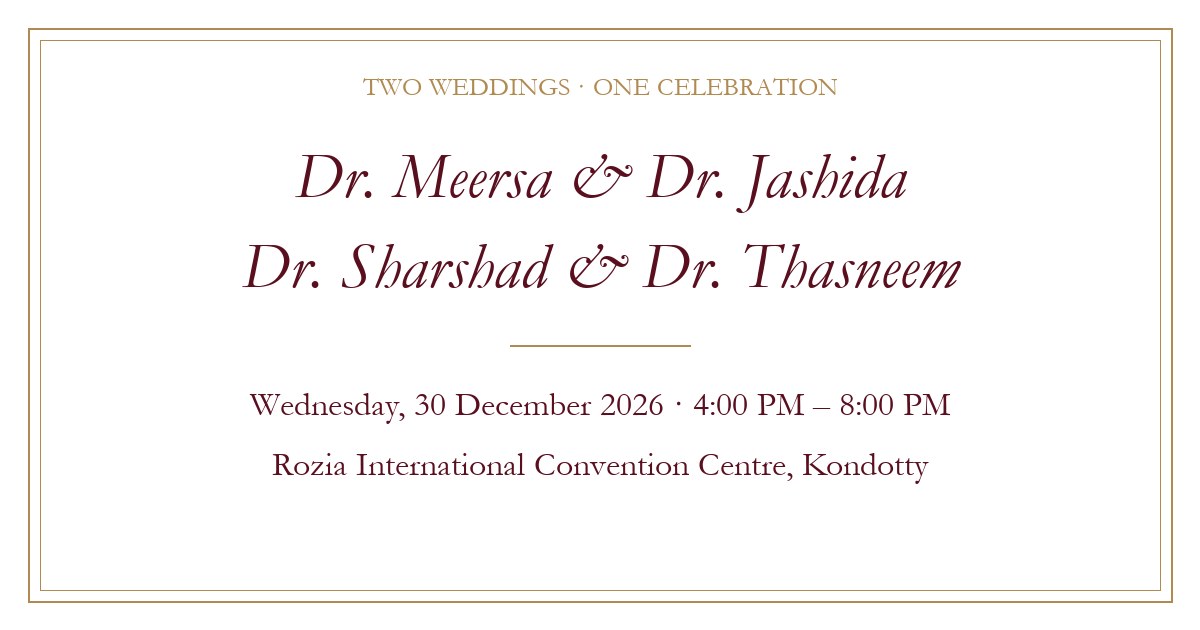 TWO WEDDINGS · ONE CELEBRATION
Dr. Meersa & Dr. Jashida
Dr. Sharshad & Dr. Thasneem
Wednesday, 30 December 2026 · 4:00 PM – 8:00 PM
Rozia International Convention Centre, Kondotty